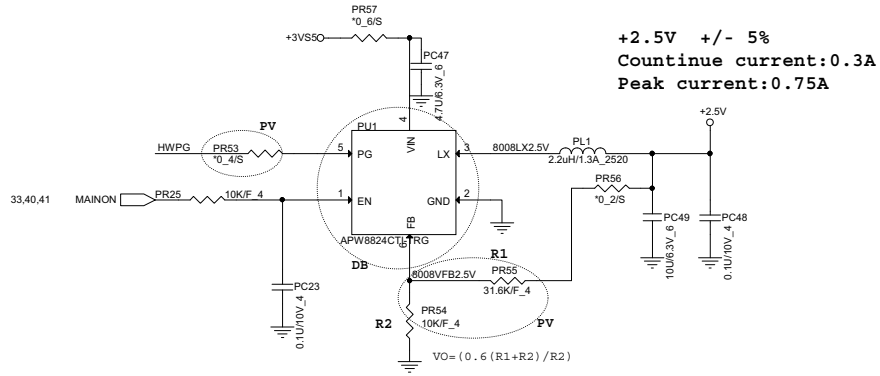 PR57
*0_6/S
+3VS5
PC47
4.7U/6.3V_6
+2.5V +/- 5%
Countinue current:0.3A
Peak current:0.75A
+2.5V
PV
PU1
4
VIN
HWPG
PR53
*0_4/S
5
PG
LX
3
8008LX2.5V
PL1
2.2uH/1.3A_2520
PR56
*0_2/S
33,40,41
MAINON
PR25
10K/F_4
1
EN
GND
2
FB
6
PC49
10U/6.3V_6
PC48
0.1U/10V_4
DB
R1
8008VFB2.5V
PR55
31.6K/F_4
PC23
0.1U/10V_4
R2
PR54
10K/F_4
PV
VO=(0.6(R1+R2)/R2)